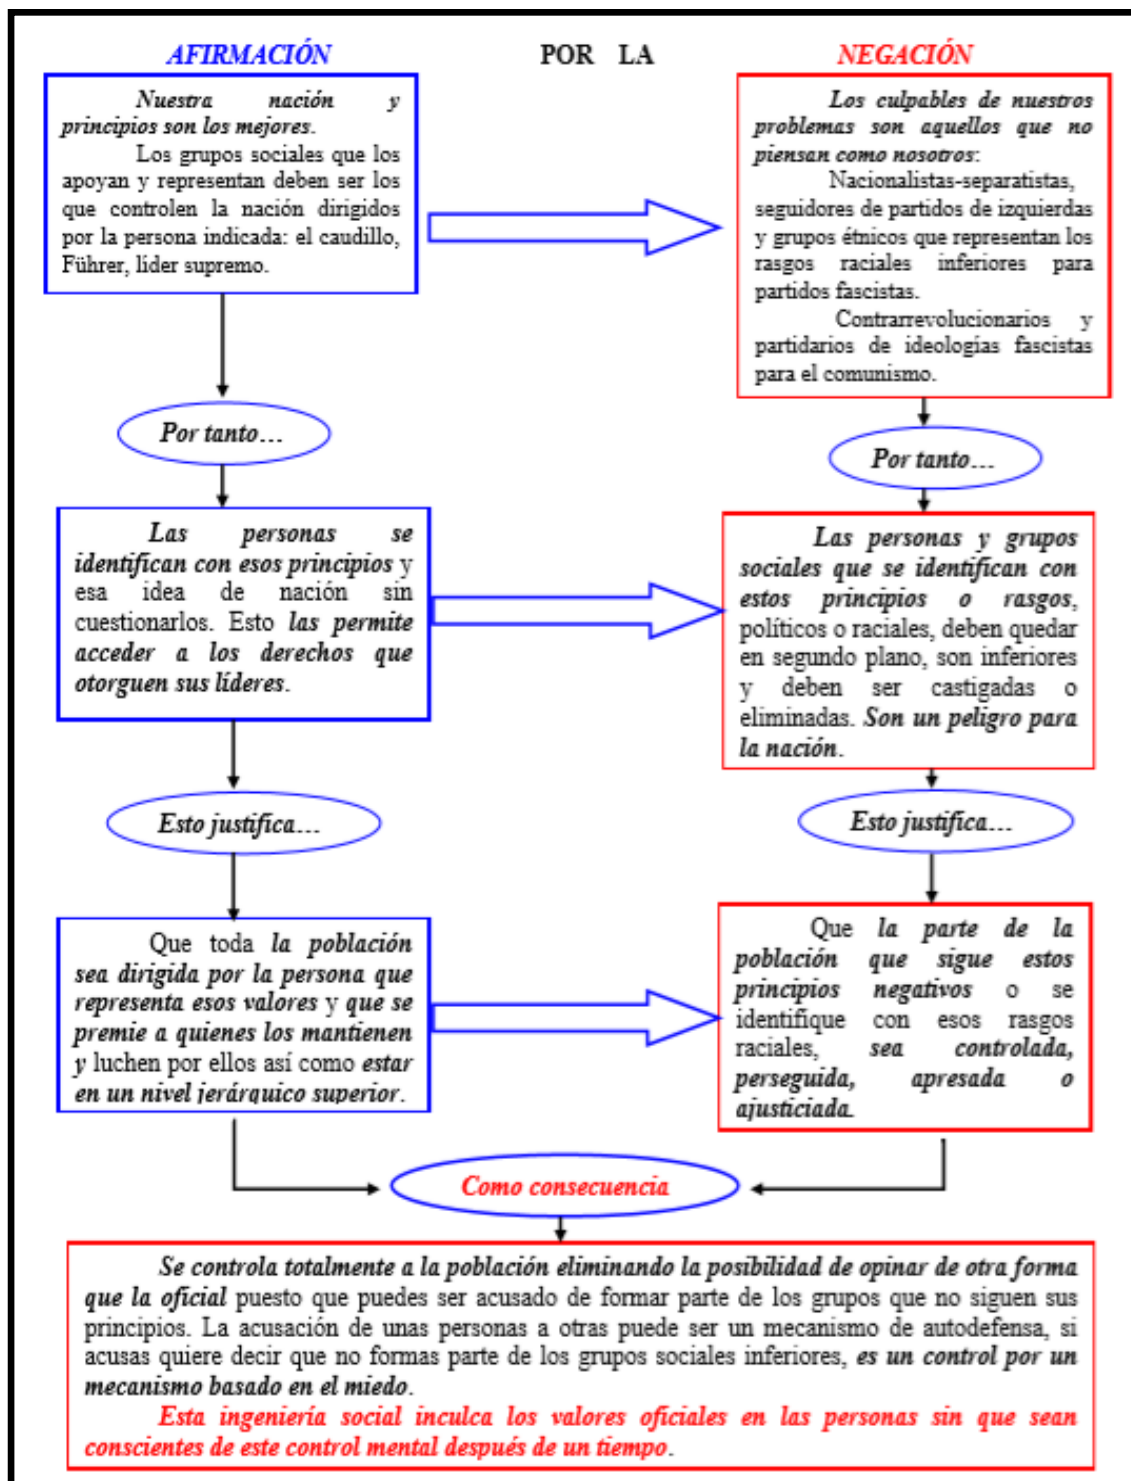 AFIRMACIÓN POR LA NEGACIÓN
Nuestra nación y
principios son los mejores.
Los grupos sociales que los
apoyan y representan deben ser los
que controlen la nación dirigidos
por la persona indicada: el caudillo,
Führer, líder supremo.
Los culpables de nuestros
problemas son aquellos que no
piensan como nosotros:
Nacionalistas-separatistas,
seguidores de partidos de izquierdas
y grupos étnicos que representan los
rasgos raciales inferiores para
partidos fascistas.
Contrarrevolucionarios y
partidarios de ideologías fascistas
para el comunismo.
Por tanto...
Por tanto...
Las personas se
identifican con esos principios y
esa idea de nación sin
cuestionarlos. Esto las permite
acceder a los derechos que
otorguen sus líderes.
Las personas y grupos
sociales que se identifican con
estos principios o rasgos,
políticos o raciales, deben quedar
en segundo plano, son inferiores
y deben ser castigadas o
eliminadas. Son un peligro para
la nación.
Esto justifica...
Esto justifica...
Que toda la población
sea dirigida por la persona que
representa esos valores y que se
premie a quienes los mantienen
y luchen por ellos así como estar
en un nivel jerárquico superior.
Que la parte de la
población que sigue estos
principios negativos o se
identifique con esos rasgos
raciales, sea controlada,
perseguida, apresada o
ajusticiada.
Como consecuencia
Se controla totalmente a la población eliminando la posibilidad de opinar de otra forma
que la oficial puesto que puedes ser acusado de formar parte de los grupos que no siguen sus
principios. La acusación de unas personas a otras puede ser un mecanismo de autodefensa, si
acusas quiere decir que no formas parte de los grupos sociales inferiores, es un control por un
mecanismo basado en el miedo.
Esta ingeniería social inculca los valores oficiales en las personas sin que sean
conscientes de este control mental después de un tiempo.